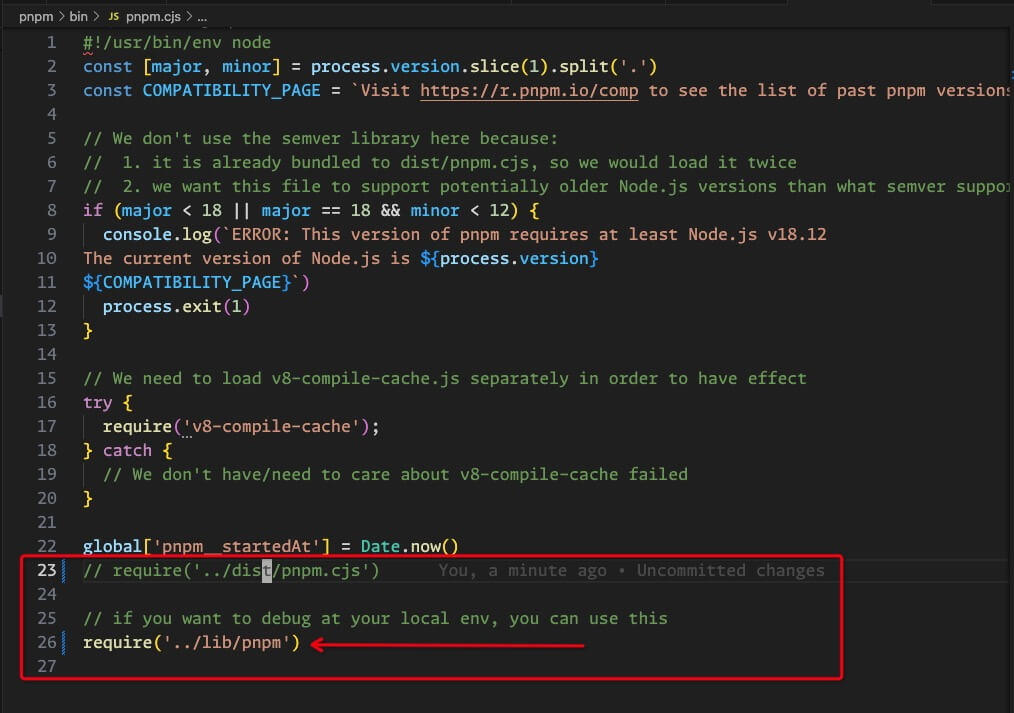 pnpm > bin > JS pnpm.cjs > ...
1 #!/usr/bin/env node
2 const [major, minor] = process.version.slice(1).split('.')
3 const COMPATIBILITY_PAGE = `Visit https://r.pnpm.io/comp to see the list of past pnpm versions
4
5 // We don't use the semver library here because:
6 //  1. it is already bundled to dist/pnpm.cjs, so we would load it twice
7 //  2. we want this file to support potentially older Node.js versions than what semver suppo
8 if (major < 18 || major == 18 && minor < 12) {
9   console.log(`ERROR: This version of pnpm requires at least Node.js v18.12
10 The current version of Node.js is ${process.version}
11 ${COMPATIBILITY_PAGE}`)
12   process.exit(1)
13 }
14
15 // We need to load v8-compile-cache.js separately in order to have effect
16 try {
17   require('v8-compile-cache');
18 } catch {
19   // We don't have/need to care about v8-compile-cache failed
20 }
21
22 global['pnpm__startedAt'] = Date.now()
23 // require('../dist/pnpm.cjs')      You, a minute ago • Uncommitted changes
24
25 // if you want to debug at your local env, you can use this
26 require('../lib/pnpm')
27